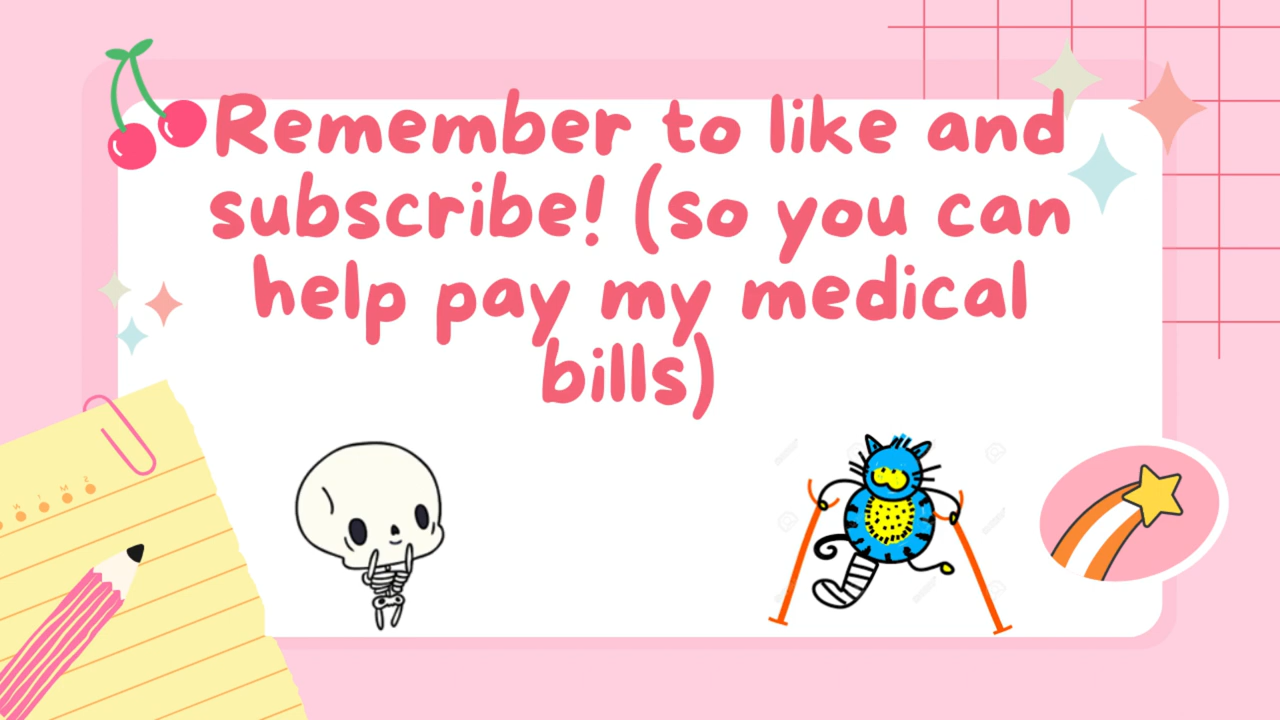 Remember to like and
subscribe! (so you can
help pay my medical
bills)